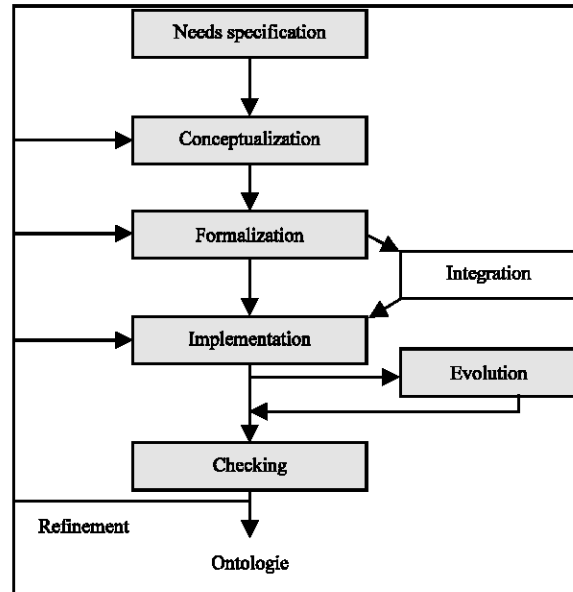 Needs specification
Conceptualization
Formalization
Integration
Implementation
Evolution
Checking
Refinement
Ontologie